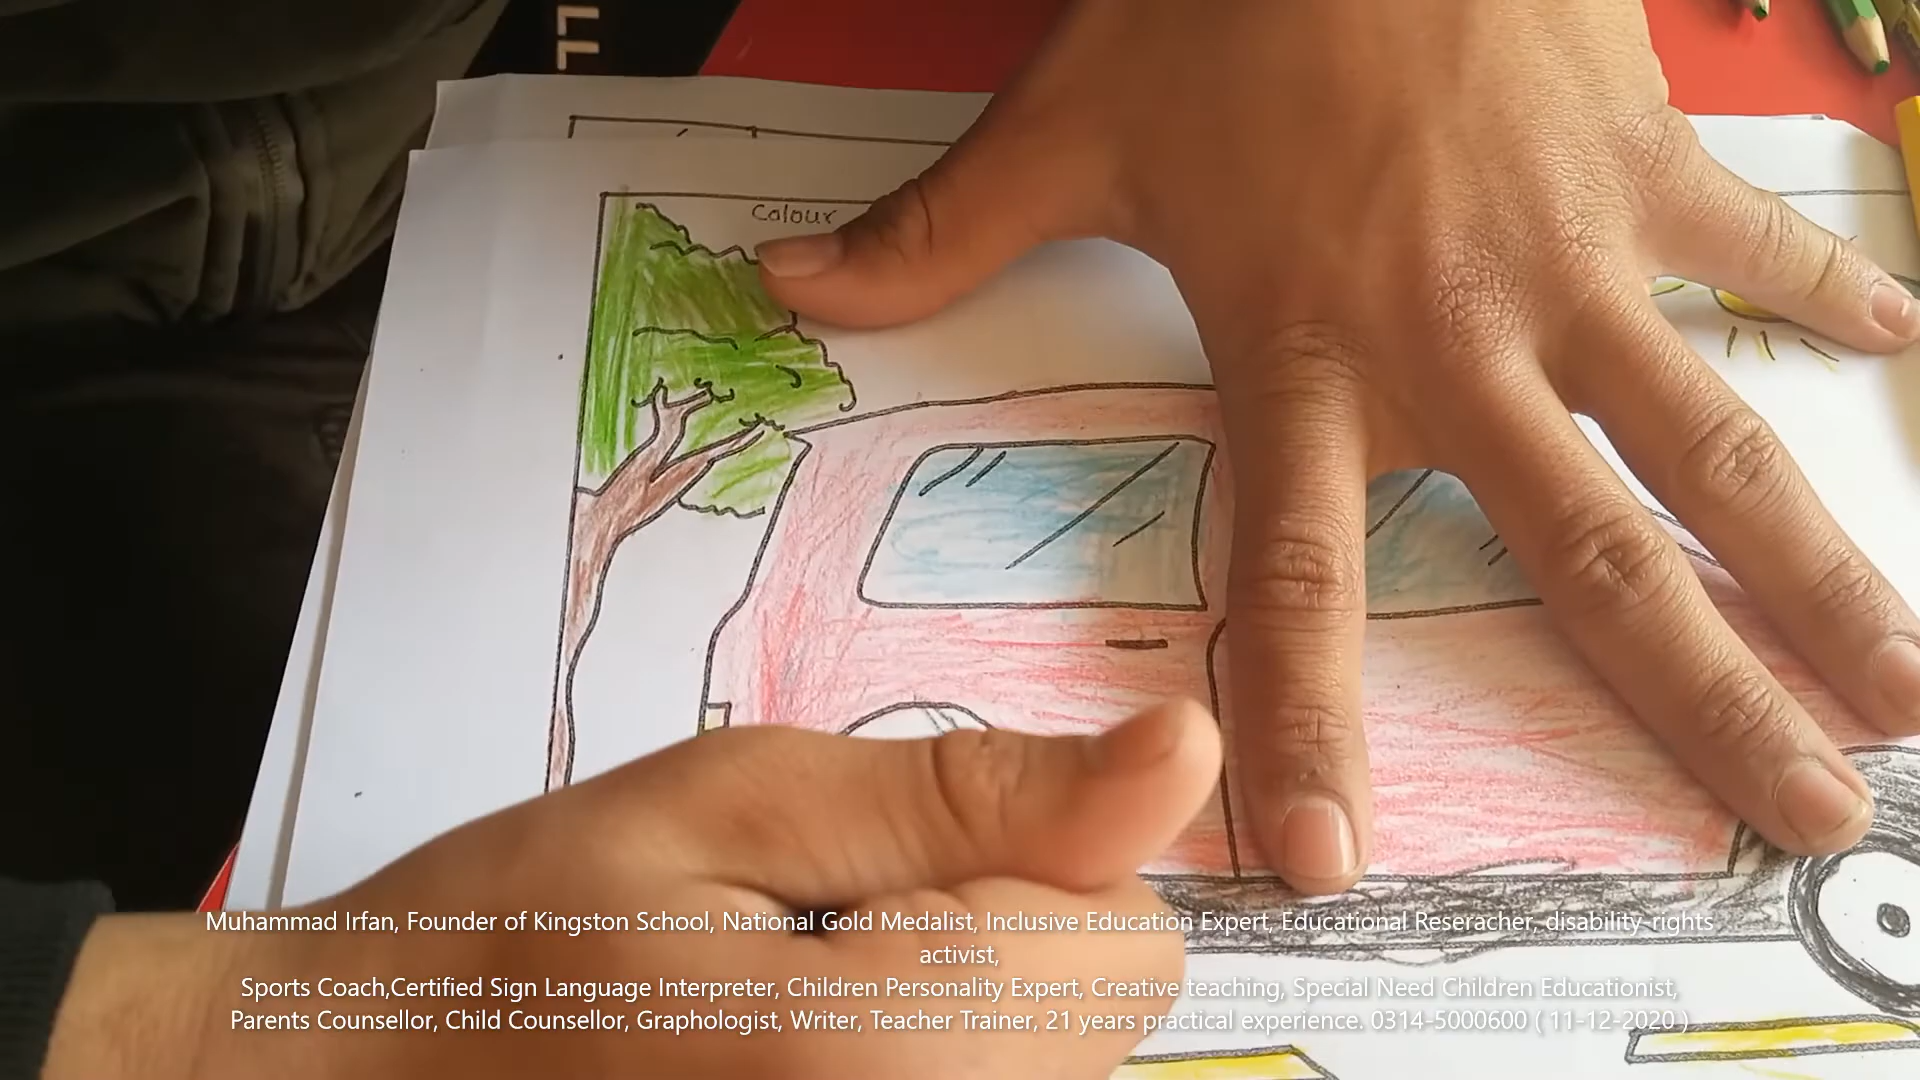 LL
Colour
Muhammad Irfan, Founder of Kingston School, National Gold Medalist, Inclusive Education Expert, Educational Reseracher, disability-rights
activist,
Sports Coach,Certified Sign Language Interpreter, Children Personality Expert, Creative teaching, Special Need Children Educationist,
Parents Counsellor, Child Counsellor, Graphologist, Writer, Teacher Trainer, 21 years practical experience. 0314-5000600 ( 11-12-2020 )